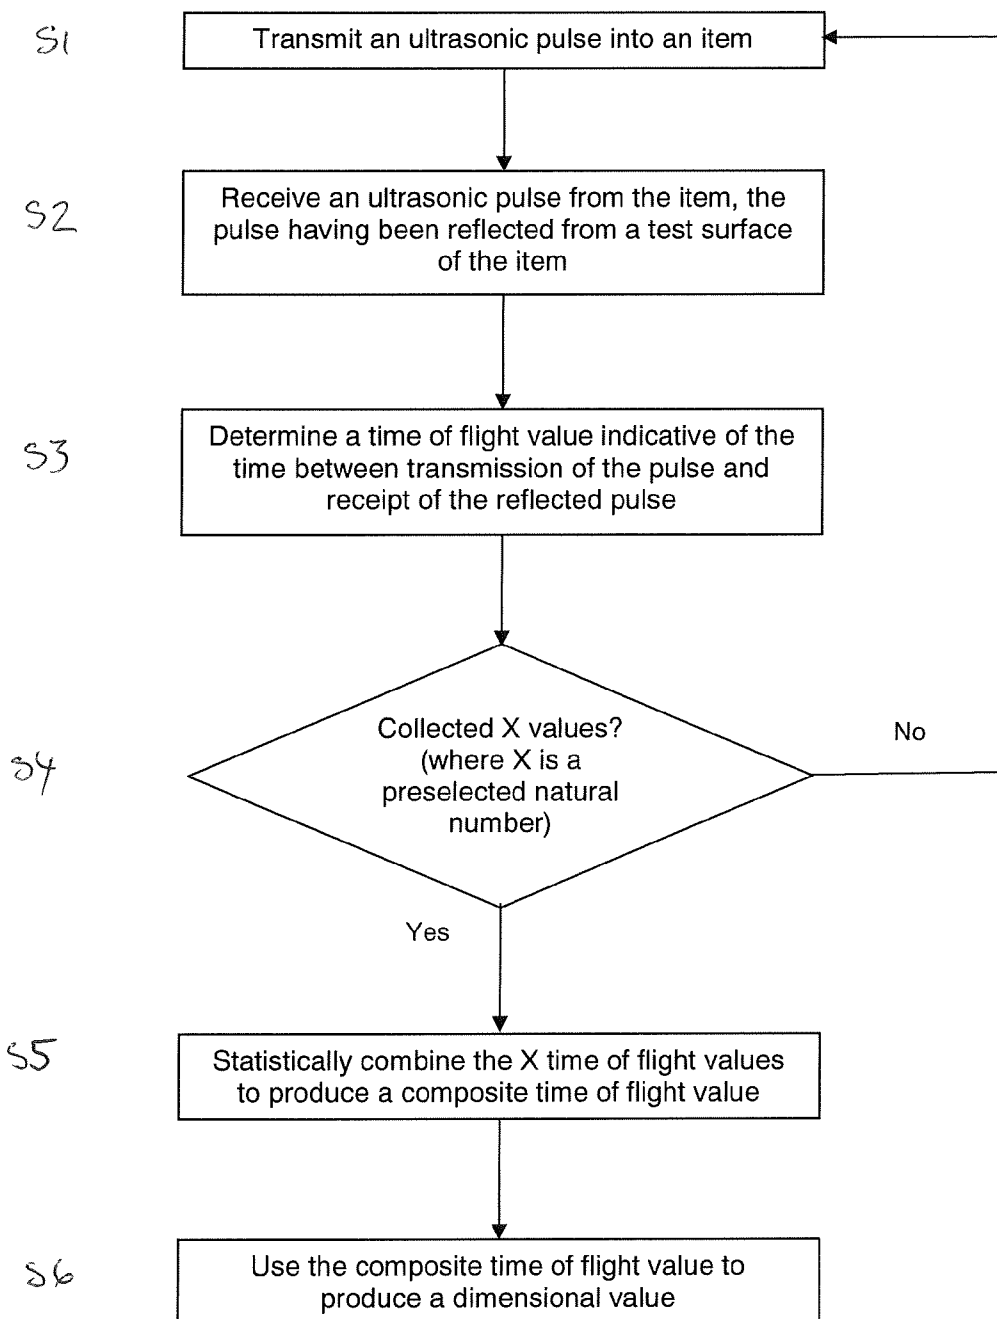 S1
Transmit an ultrasonic pulse into an item
S2
Receive an ultrasonic pulse from the item, the
pulse having been reflected from a test surface
of the item
S3
Determine a time of flight value indicative of the
time between transmission of the pulse and
receipt of the reflected pulse
S4
Collected X values?
(where X is a
preselected natural
number)
No
Yes
S5
Statistically combine the X time of flight values
to produce a composite time of flight value
S6
Use the composite time of flight value to
produce a dimensional value